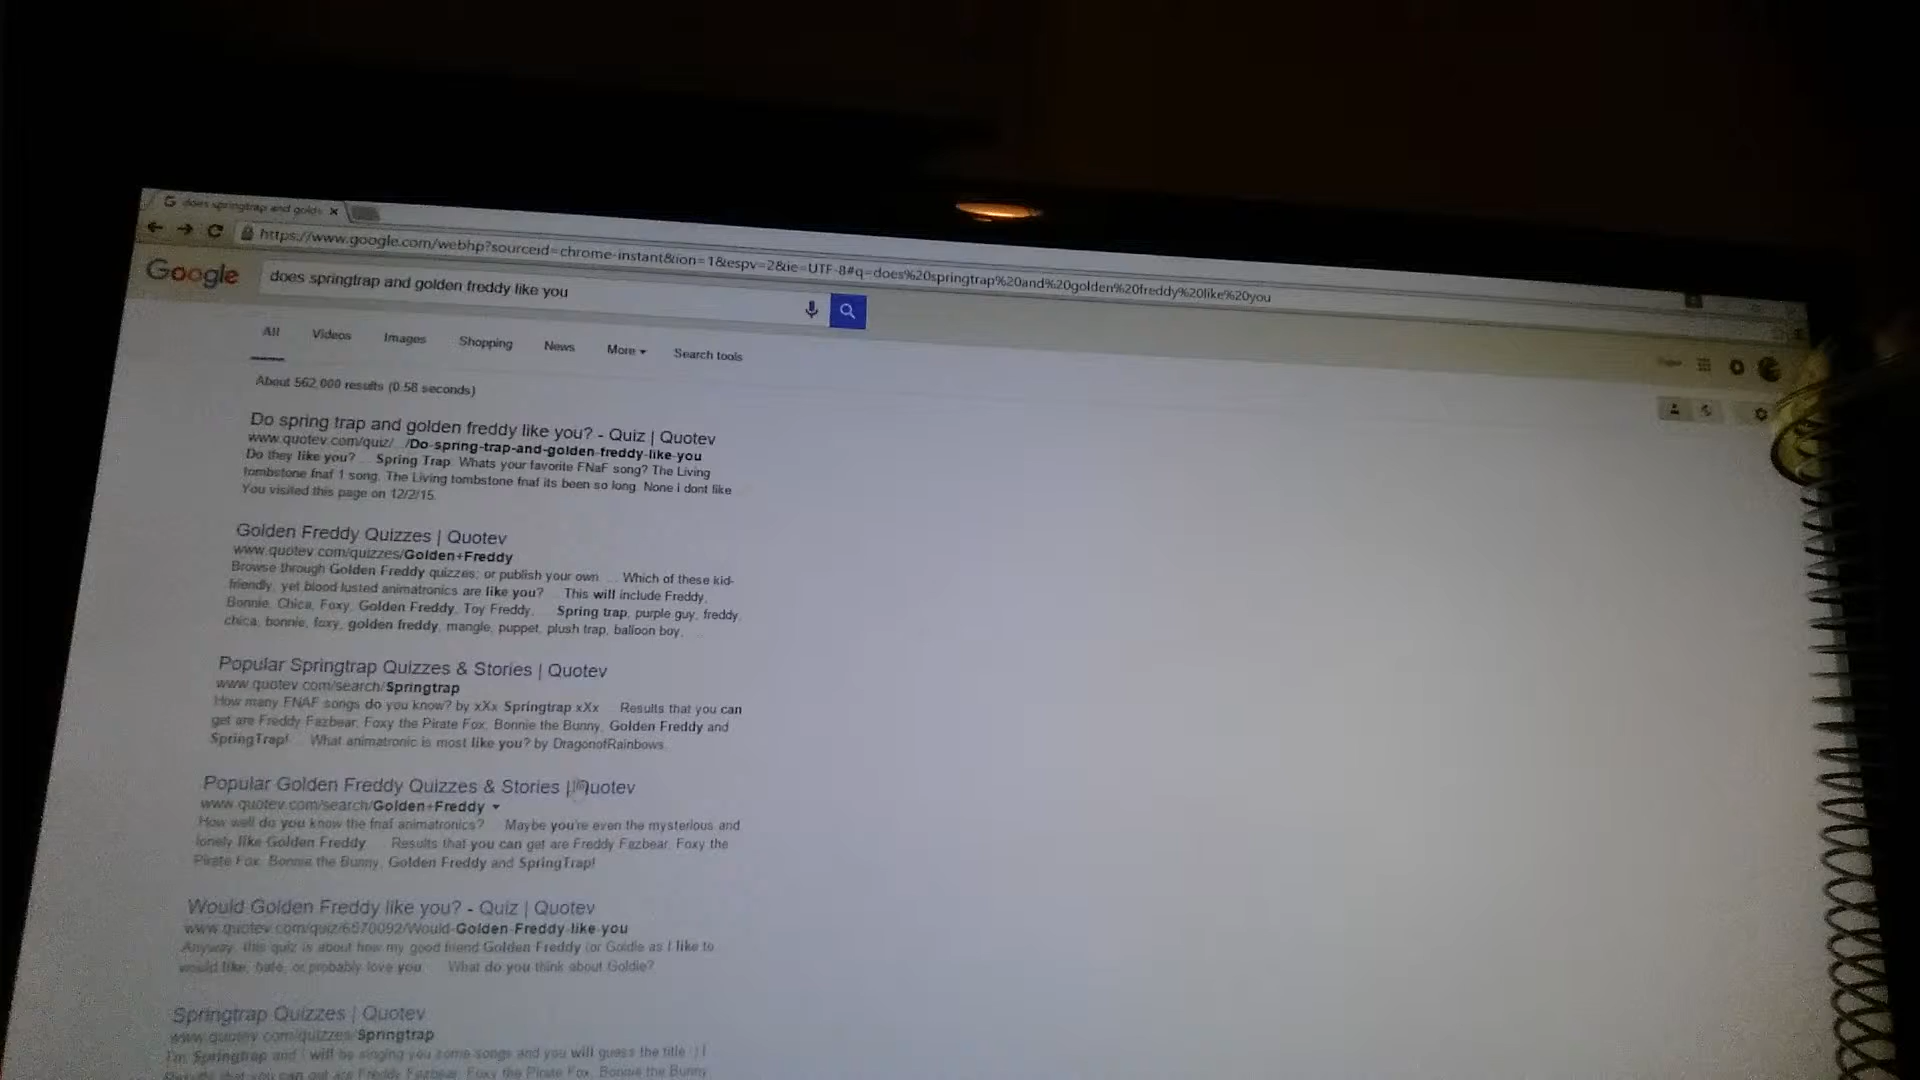 does springtrap and golde
https://www.google.com/webhp?sourceid=chrome-instant&ion=1&espv=2&ie=UTF-8#q=does%20springtrap%20and%20golden%20freddy%20like%20you
Google
does springtrap and golden freddy like you
All Videos Images Shopping News More Search tools
About 562,000 results (0.58 seconds)
Do spring trap and golden freddy like you? - Quiz | Quotev
www.quotev.com/quiz/.../Do-spring-trap-and-golden-freddy-like-you
Do they like you? ... Spring Trap. Whats your favorite FNaF song? The Living
tombstone fnaf 1 song. The Living tombstone fnaf its been so long. None I dont like
You visited this page on 12/2/15.
Golden Freddy Quizzes | Quotev
www.quotev.com/quizzes/Golden+Freddy
Browse through Golden Freddy quizzes; or publish your own. ... Which of these kid-
friendly, yet blood lusted animatronics are like you? ... This will include Freddy,
Bonnie, Chica, Foxy, Golden Freddy, Toy Freddy, ... Spring trap, purple guy, freddy,
chica, bonnie, foxy, golden freddy, mangle, puppet, plush trap, balloon boy, ...
Popular Springtrap Quizzes & Stories | Quotev
www.quotev.com/search/Springtrap
How many FNAF songs do you know? by xXx Springtrap xXx ... Results that you can
get are Freddy Fazbear, Foxy the Pirate Fox, Bonnie the Bunny, Golden Freddy and
SpringTrap! ... What animatronic is most like you? by DragonofRainbows.
Popular Golden Freddy Quizzes & Stories | Quotev
www.quotev.com/search/Golden+Freddy
How well do you know the fnaf animatronics? ... Maybe you're even the mysterious and
lonely like Golden Freddy ... Results that you can get are Freddy Fazbear, Foxy the
Pirate Fox, Bonnie the Bunny, Golden Freddy and SpringTrap!
Would Golden Freddy like you? - Quiz | Quotev
www.quotev.com/quiz/6570092/Would-Golden-Freddy-like-you
Anyway, this quiz is about how my good friend Golden Freddy (or Goldie as I like to
would like, hate, or probably love you ... What do you think about Goldie?
Springtrap Quizzes | Quotev
www.quotev.com/quizzes/Springtrap
I'm Springtrap and I will be singing you some songs and you will guess the title :) I
Results that you can get are Freddy Fazbear, Foxy the Pirate Fox, Bonnie the Bunny